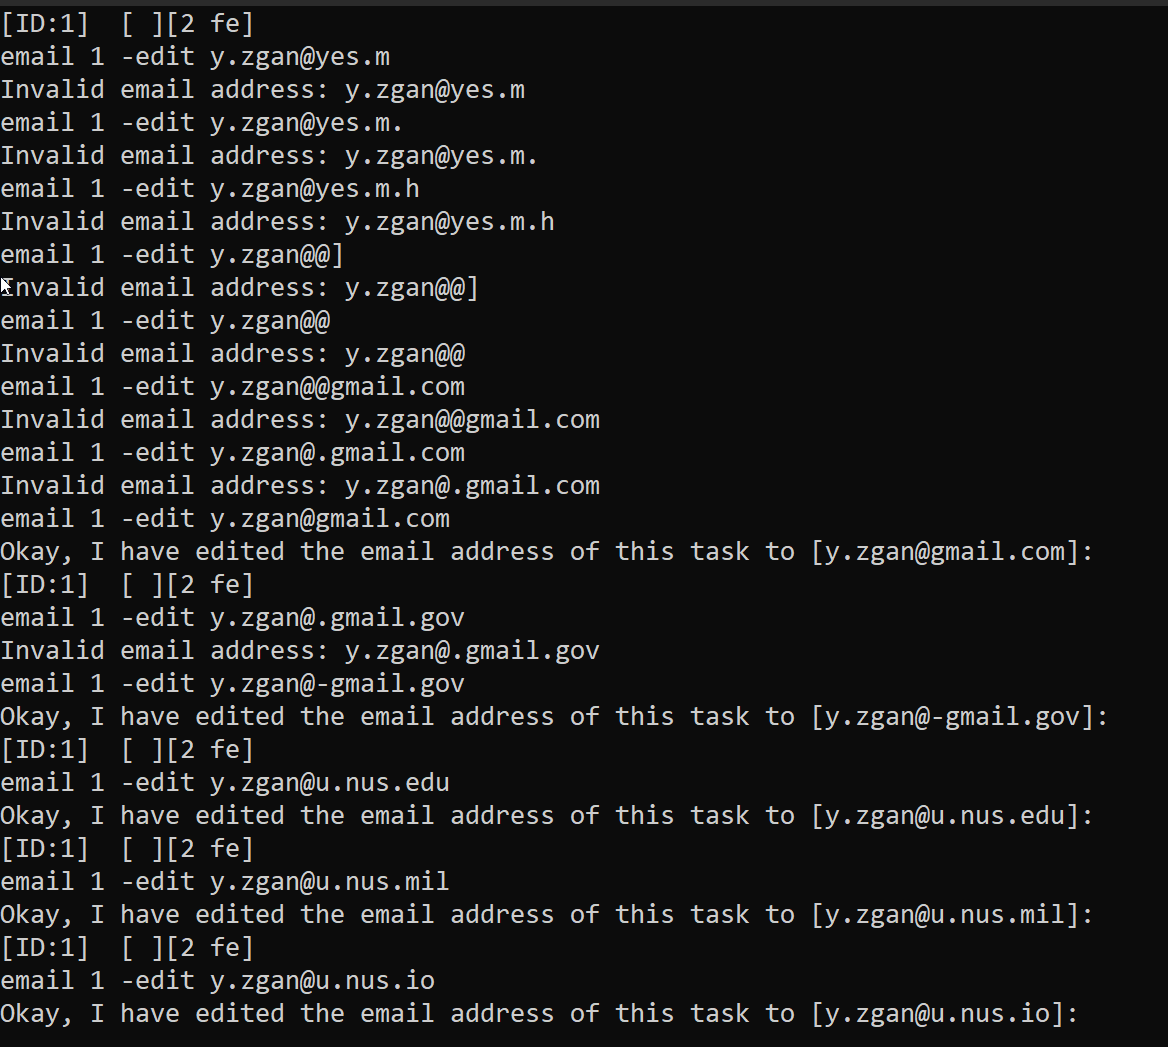 [ID:1]  [ ][2 fe]
email 1 -edit y.zgan@yes.m
Invalid email address: y.zgan@yes.m
email 1 -edit y.zgan@yes.m.
Invalid email address: y.zgan@yes.m.
email 1 -edit y.zgan@yes.m.h
Invalid email address: y.zgan@yes.m.h
email 1 -edit y.zgan@@]
Invalid email address: y.zgan@@]
email 1 -edit y.zgan@@
Invalid email address: y.zgan@@
email 1 -edit y.zgan@@gmail.com
Invalid email address: y.zgan@@gmail.com
email 1 -edit y.zgan@.gmail.com
Invalid email address: y.zgan@.gmail.com
email 1 -edit y.zgan@gmail.com
Okay, I have edited the email address of this task to [y.zgan@gmail.com]:
[ID:1]  [ ][2 fe]
email 1 -edit y.zgan@.gmail.gov
Invalid email address: y.zgan@.gmail.gov
email 1 -edit y.zgan@-gmail.gov
Okay, I have edited the email address of this task to [y.zgan@-gmail.gov]:
[ID:1]  [ ][2 fe]
email 1 -edit y.zgan@u.nus.edu
Okay, I have edited the email address of this task to [y.zgan@u.nus.edu]:
[ID:1]  [ ][2 fe]
email 1 -edit y.zgan@u.nus.mil
Okay, I have edited the email address of this task to [y.zgan@u.nus.mil]:
[ID:1]  [ ][2 fe]
email 1 -edit y.zgan@u.nus.io
Okay, I have edited the email address of this task to [y.zgan@u.nus.io]: